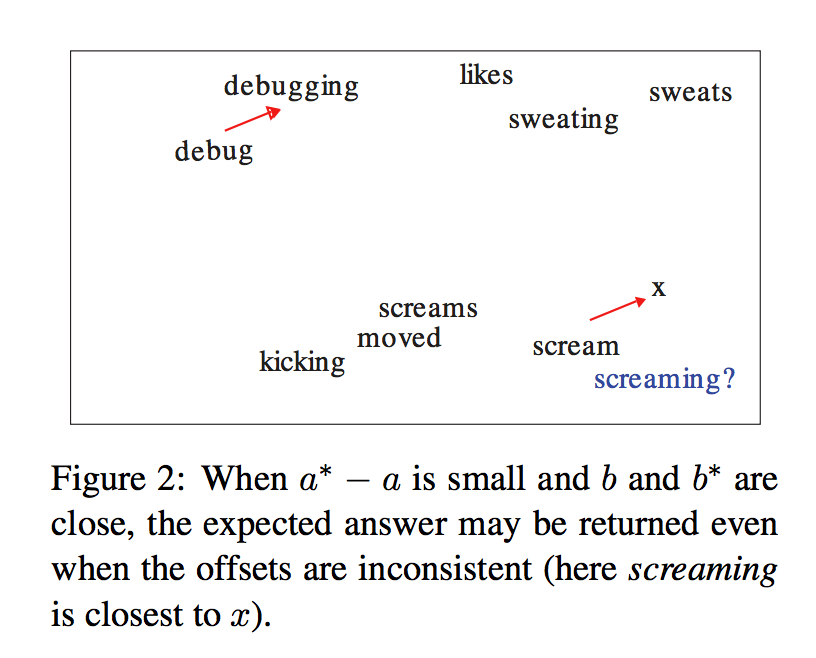 debugging
likes
sweats
sweating
debug
x
screams
moved
scream
kicking
screaming?
Figure 2: When a* − a is small and b and b* are
close, the expected answer may be returned even
when the offsets are inconsistent (here screaming
is closest to x).